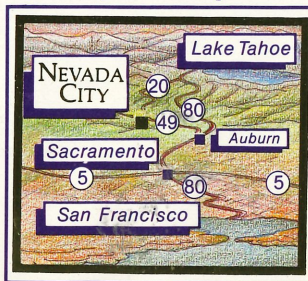 Lake Tahoe
NEVADA
CITY
20
80
49
Auburn
Sacramento
5
5
80
San Francisco